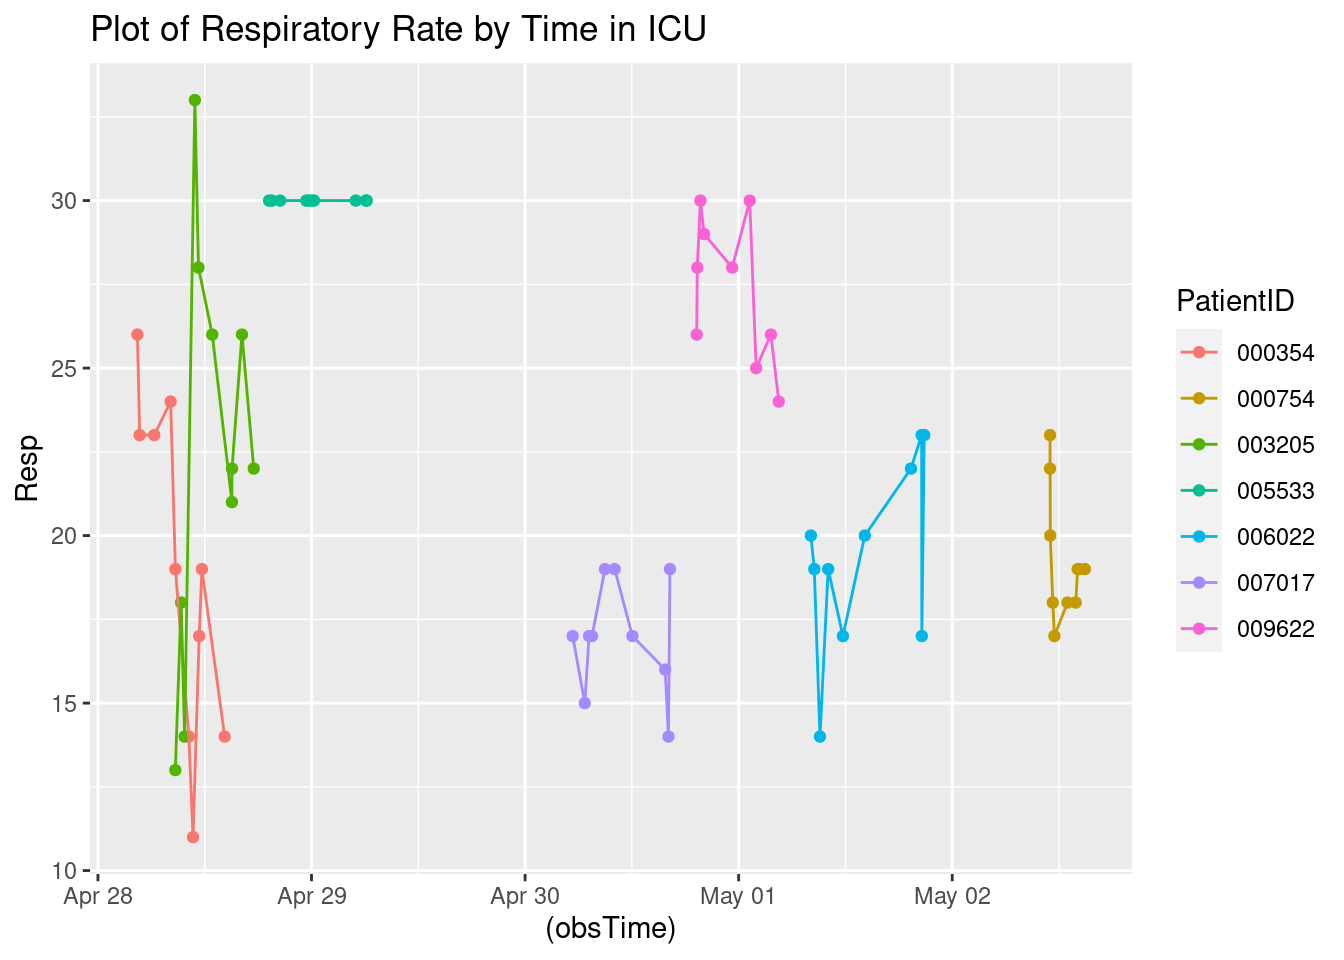 Plot of Respiratory Rate by Time in ICU
Resp
30
25
20
15
10
Apr 28
Apr 29
Apr 30
May 01
May 02
(obsTime)
PatientID
000354
000754
003205
005533
006022
007017
009622